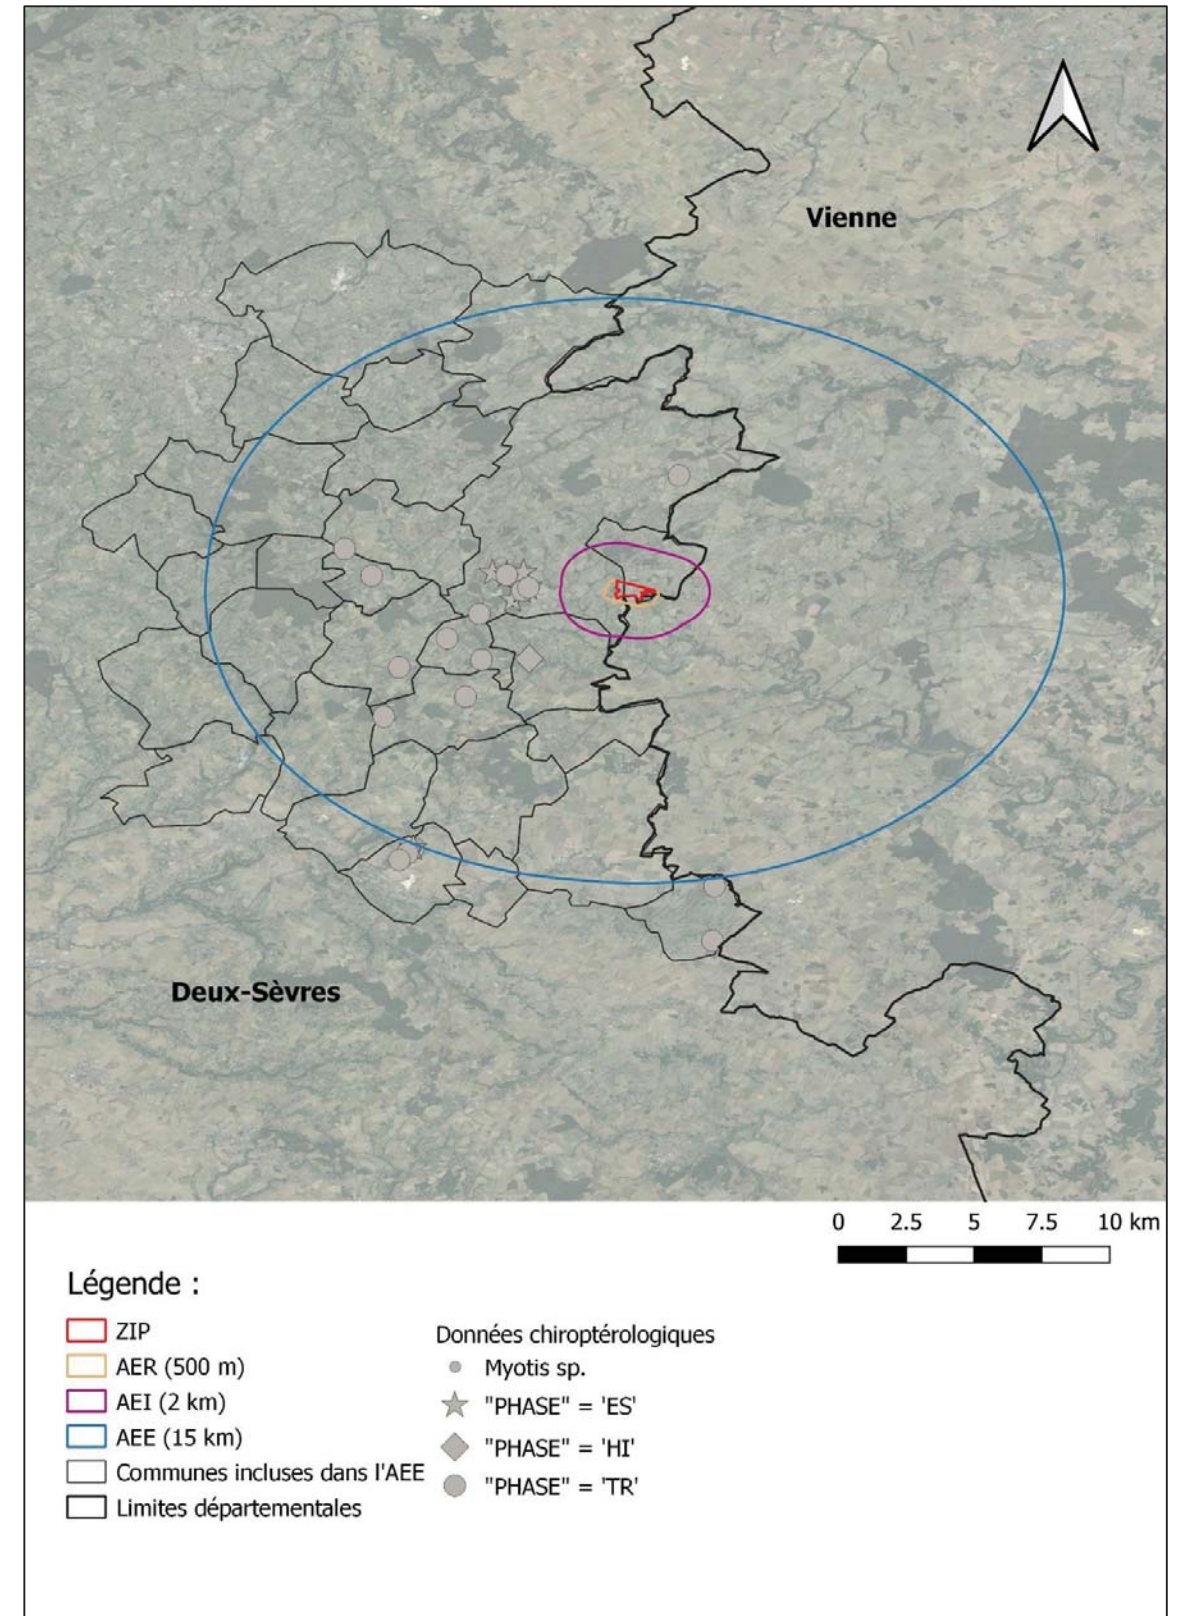 Vienne
Deux-Sèvres
0 2.5 5 7.5 10 km
Légende :
ZIP
AER (500 m)
AEI (2 km)
AEE (15 km)
Communes incluses dans l'AEE
Limites départementales
Données chiroptérologiques
Myotis sp.
"PHASE" = 'ES'
"PHASE" = 'HI'
"PHASE" = 'TR'